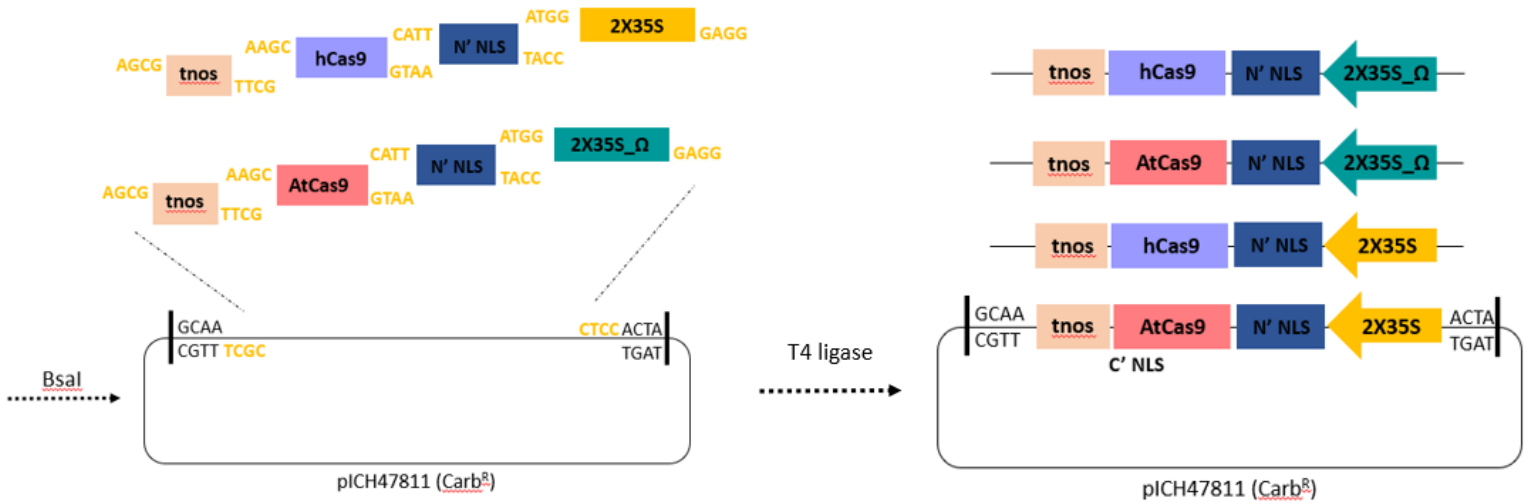 ATGG
2X35S
GAGG
CATT
N' NLS
TACC
AAGC
hCas9
GTAA
AGCG
tnos
TTCG
ATGG
2X35S_Ω
GAGG
CATT
N' NLS
TACC
AAGC
AtCas9
GTAA
AGCG
tnos
TTCG
GCAA
CGTT TCGC
CTCC ACTA
TGAT
BsaI
pICH47811 (Carbᴿ)
T4 ligase
tnos hCas9 N' NLS 2X35S_Ω
tnos AtCas9 N' NLS 2X35S_Ω
tnos hCas9 N' NLS 2X35S
GCAA tnos AtCas9 N' NLS 2X35S ACTA
CGTT TGAT
C' NLS
pICH47811 (Carbᴿ)